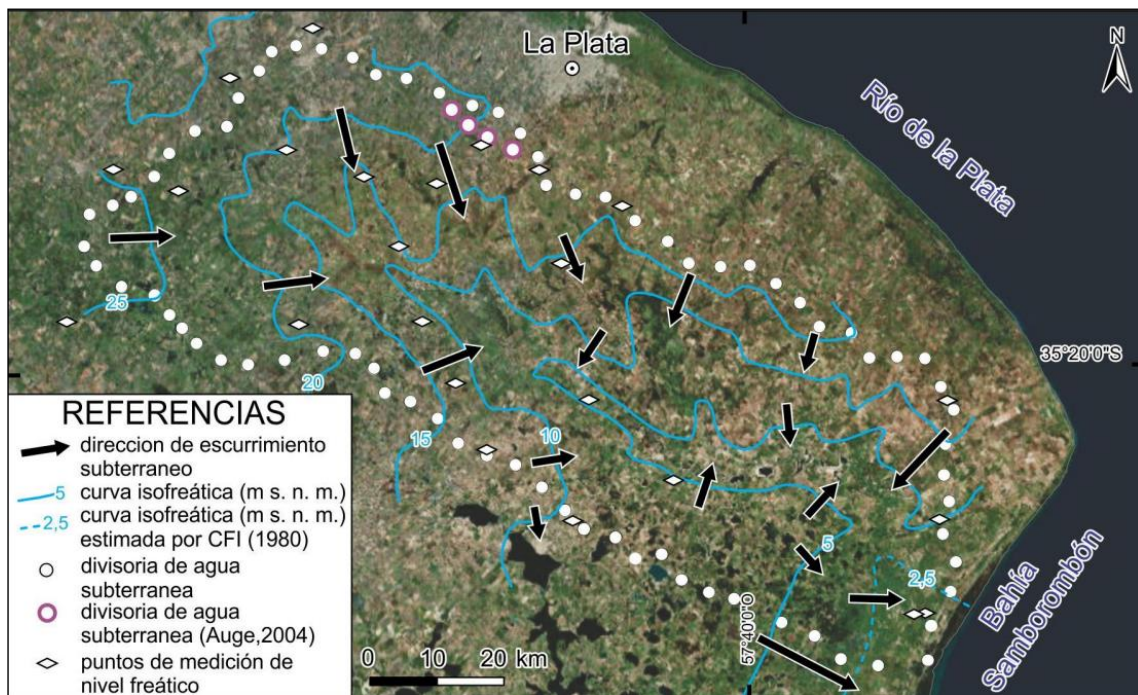 La Plata
N
Río de la Plata
35°20'0"S
25
20
15
10
5
2,5
57°40'0"O
Bahía
Samborombón
REFERENCIAS
direccion de escurrimiento
subterraneo
5 curva isofreática (m s. n. m.)
2,5 curva isofreática (m s. n. m.)
estimada por CFI (1980)
divisoria de agua
subterranea
divisoria de agua
subterranea (Auge,2004)
puntos de medición de
nivel freático
0 10 20 km